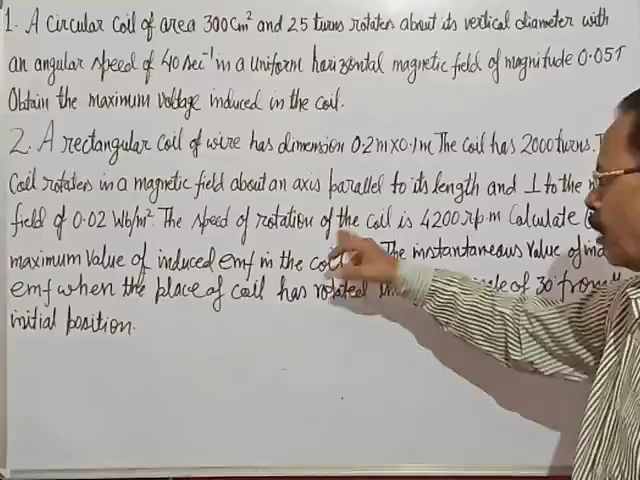 1. A Circular Coil of area 300cm² and 25 turns rotates about its vertical diameter with
an angular speed of 40 sec⁻¹ in a uniform horizontal magnetic field of magnitude 0.05T
Obtain the maximum voltage induced in the coil.
2. A rectangular coil of wire has dimension 0.2m×0.1m The coil has 2000 turns.
Coil rotates in a magnetic field about an axis parallel to its length and ⊥ to the
field of 0.02 Wb/m² The speed of rotation of the coil is 4200 r.p.m Calculate
maximum value of induced emf in the The instantaneous value of
emf when the place of coil has rotated of 30° from
initial position.